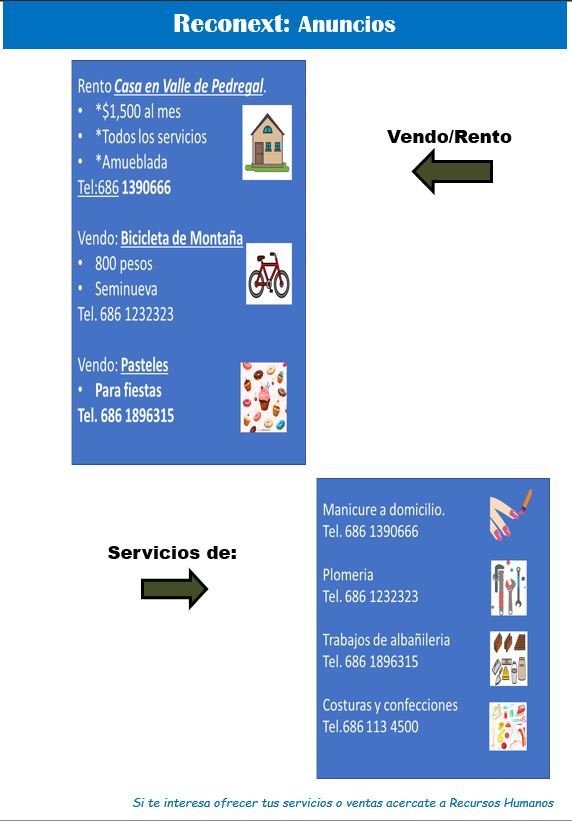 Reconext: Anuncios
Rento Casa en Valle de Pedregal.
• *$1,500 al mes
• *Todos los servicios
• *Amueblada
Tel:686 1390666
Vendo: Bicicleta de Montaña
• 800 pesos
• Seminueva
Tel. 686 1232323
Vendo: Pasteles
• Para fiestas
Tel. 686 1896315
Vendo/Rento
Servicios de:
Manicure a domicilio.
Tel. 686 1390666
Plomeria
Tel. 686 1232323
Trabajos de albañileria
Tel. 686 1896315
Costuras y confecciones
Tel.686 113 4500
Si te interesa ofrecer tus servicios o ventas acercate a Recursos Humanos